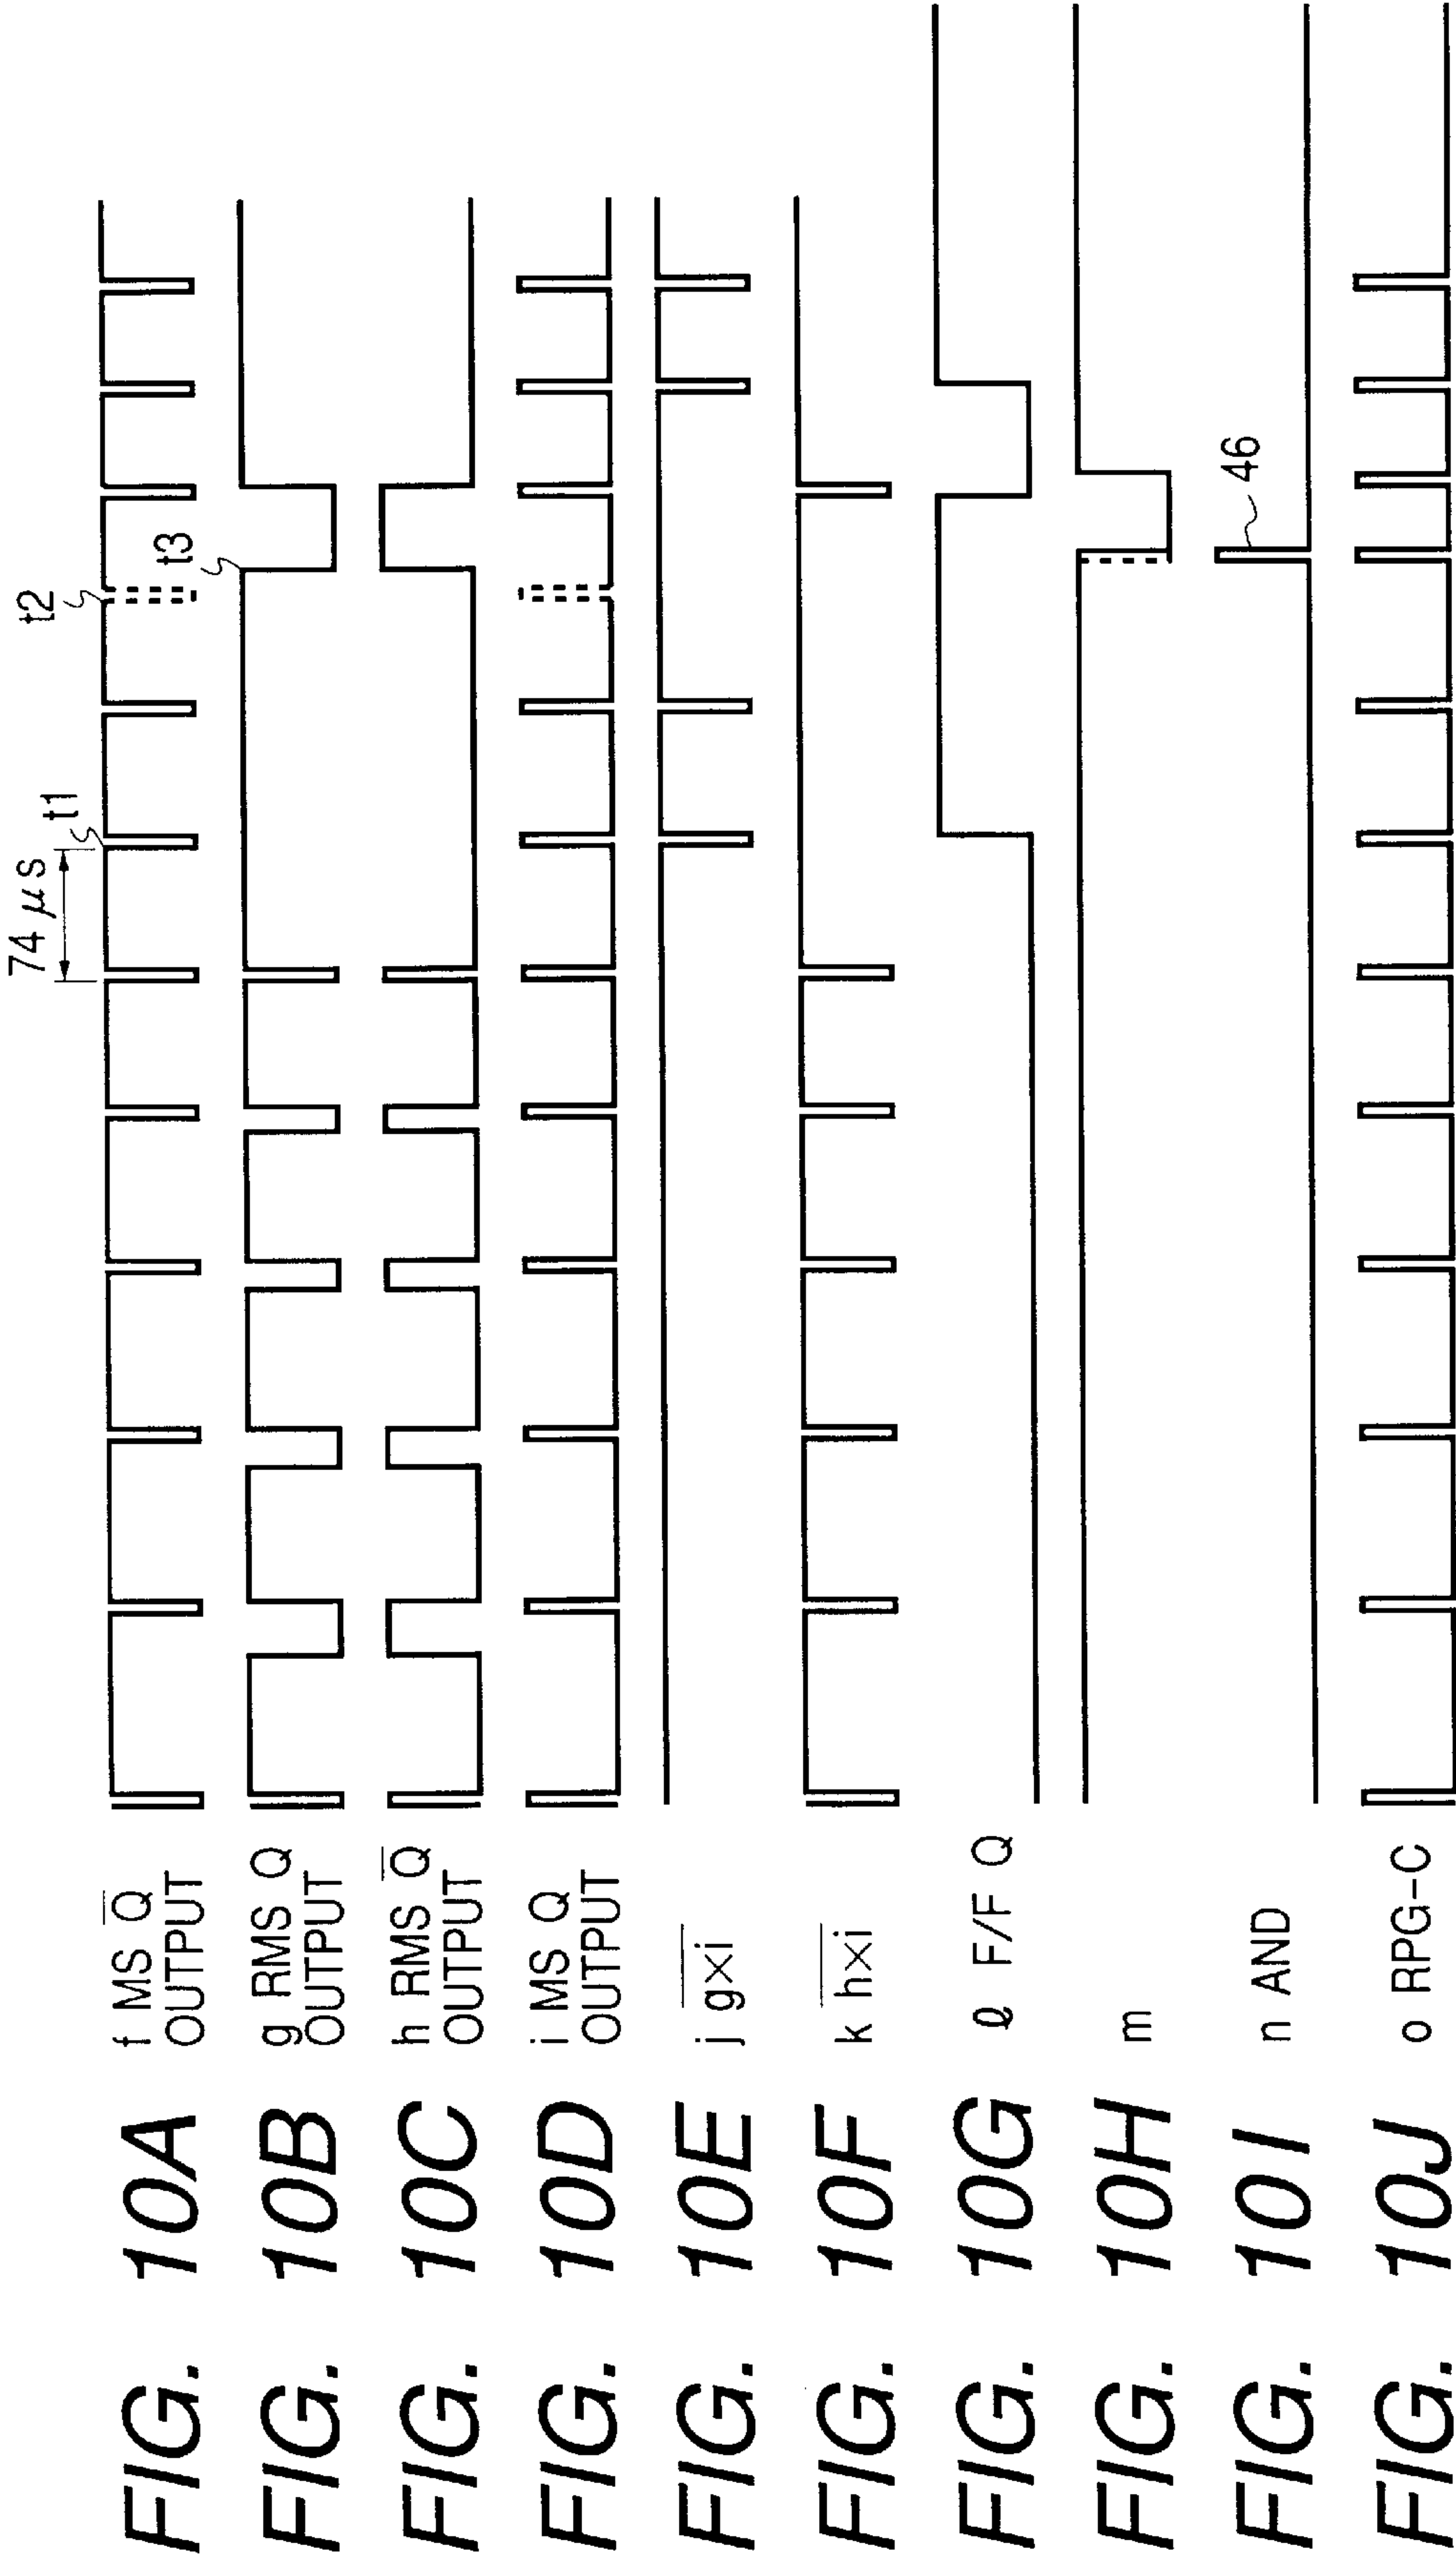 FIG. 10A f MS Q̅
OUTPUT
74 μs
t1
t2
FIG. 10B g RMS Q
OUTPUT
t3
FIG. 10C h RMS Q̅
OUTPUT
FIG. 10D i MS Q
OUTPUT
FIG. 10E j g̅×̅i̅
FIG. 10F k h̅×̅i̅
FIG. 10G ℓ F/F Q
FIG. 10H m
FIG. 10I n AND
46
FIG. 10J o RPG-C